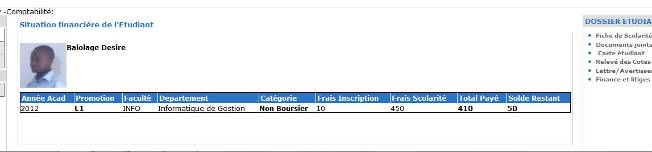 -Comptabilité:
Situation financière de l'Etudiant
Balolage Desire
Année Acad Promotion Faculté Departement Catégorie Frais Inscription Frais Scolarité Total Payé Solde Restant
2012 L1 INFO Informatique de Gestion Non Boursier 10 450 410 50
DOSSIER ETUDIA
Fiche de Scolarité
Documents joints
Carte étudiant
Relevé des Cotes
Lettre/Avertisse
Finance et litiges